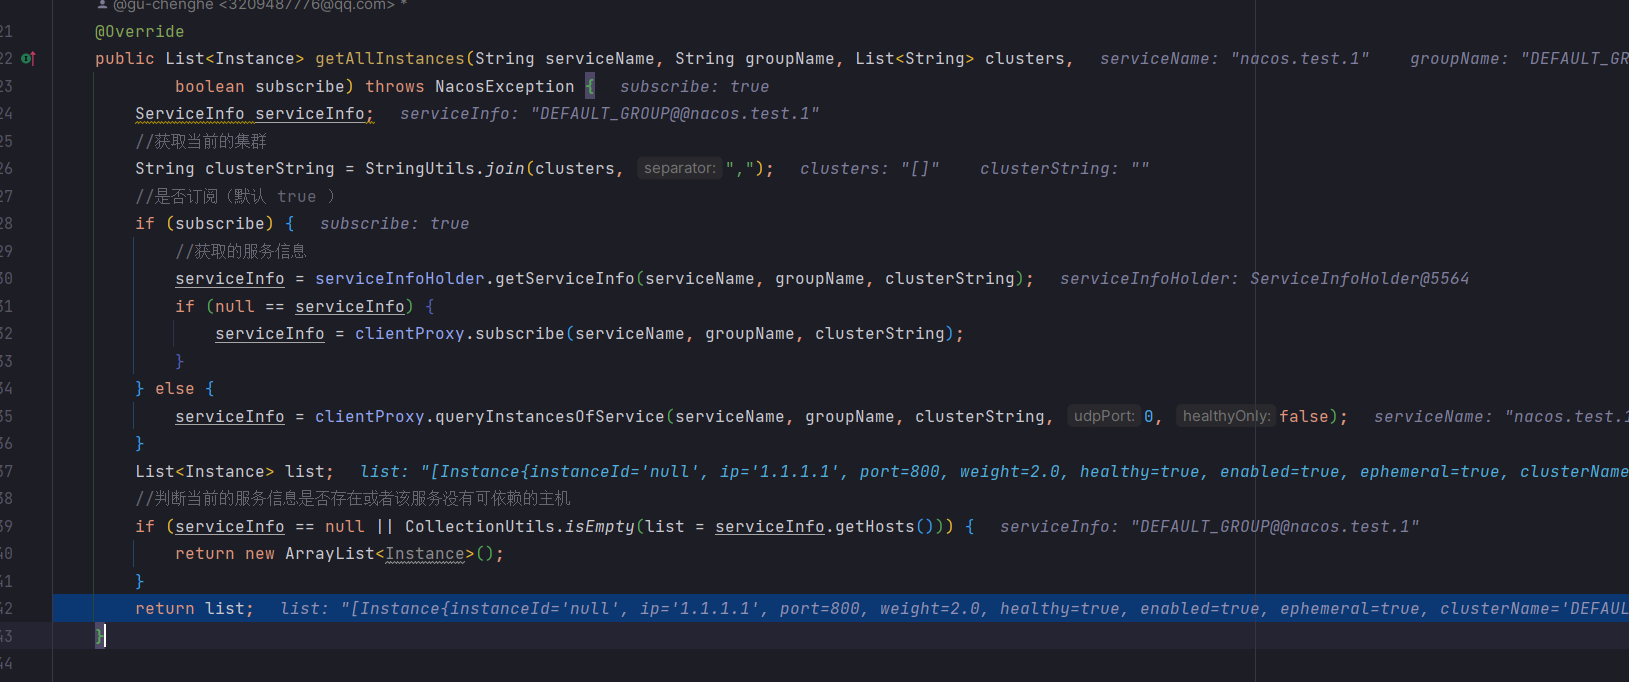 @gu-chenghe <3209487776@qq.com> *
21 @Override
22 public List<Instance> getAllInstances(String serviceName, String groupName, List<String> clusters, serviceName: "nacos.test.1" groupName: "DEFAULT_GR
23 boolean subscribe) throws NacosException { subscribe: true
24 ServiceInfo serviceInfo; serviceInfo: "DEFAULT_GROUP@@nacos.test.1"
25 //获取当前的集群
26 String clusterString = StringUtils.join(clusters, separator: ","); clusters: "[]" clusterString: ""
27 //是否订阅（默认 true ）
28 if (subscribe) { subscribe: true
29 //获取的服务信息
30 serviceInfo = serviceInfoHolder.getServiceInfo(serviceName, groupName, clusterString); serviceInfoHolder: ServiceInfoHolder@5564
31 if (null == serviceInfo) {
32 serviceInfo = clientProxy.subscribe(serviceName, groupName, clusterString);
33 }
34 } else {
35 serviceInfo = clientProxy.queryInstancesOfService(serviceName, groupName, clusterString, udpPort: 0, healthyOnly: false); serviceName: "nacos.test.1
36 }
37 List<Instance> list; list: "[Instance{instanceId='null', ip='1.1.1.1', port=800, weight=2.0, healthy=true, enabled=true, ephemeral=true, clusterName
38 //判断当前的服务信息是否存在或者该服务没有可依赖的主机
39 if (serviceInfo == null || CollectionUtils.isEmpty(list = serviceInfo.getHosts())) { serviceInfo: "DEFAULT_GROUP@@nacos.test.1"
40 return new ArrayList<Instance>();
41 }
42 return list; list: "[Instance{instanceId='null', ip='1.1.1.1', port=800, weight=2.0, healthy=true, enabled=true, ephemeral=true, clusterName='DEFAUL
43 }
44